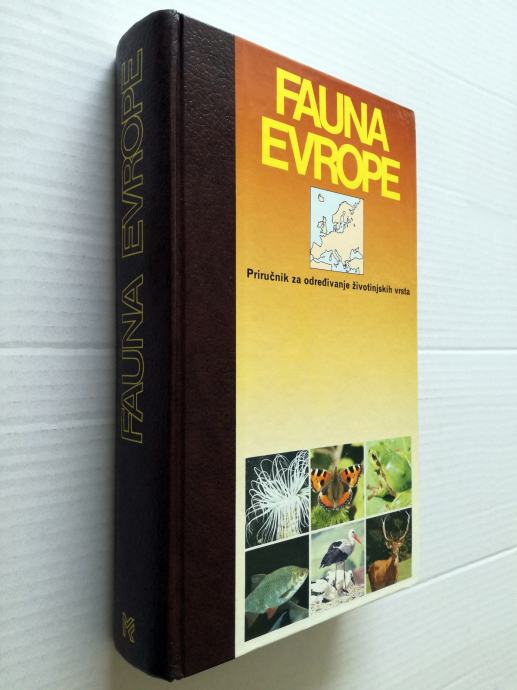 FAUNA EVROPE
FAUNA
EVROPE
Priručnik za određivanje životinjskih vrsta